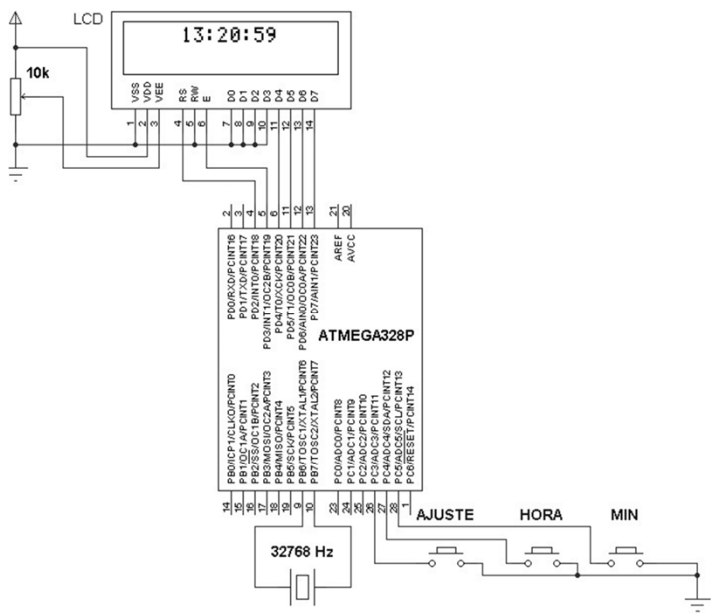 LCD
13:20:59
10k
VSS
VDD
VEE
RS
RW
E
D0
D1
D2
D3
D4
D5
D6
D7
1
2
3
4
5
6
7
8
9
10
11
12
13
14
2
3
4
5
6
11
12
13
21
20
PD0/RXD/PCINT16
PD1/TXD/PCINT17
PD2/INT0/PCINT18
PD3/INT1/OC2B/PCINT19
PD4/T0/XCK/PCINT20
PD5/T1/OC0B/PCINT21
PD6/AIN0/OC0A/PCINT22
PD7/AIN1/PCINT23
AREF
AVCC
ATMEGA328P
PB0/ICP1/CLKO/PCINT0
PB1/OC1A/PCINT1
PB2/SS/OC1B/PCINT2
PB3/MOSI/OC2A/PCINT3
PB4/MISO/PCINT4
PB5/SCK/PCINT5
PB6/TOSC1/XTAL1/PCINT6
PB7/TOSC2/XTAL2/PCINT7
PC0/ADC0/PCINT8
PC1/ADC1/PCINT9
PC2/ADC2/PCINT10
PC3/ADC3/PCINT11
PC4/ADC4/SDA/PCINT12
PC5/ADC5/SCL/PCINT13
PC6/RESET/PCINT14
14
15
16
17
18
19
9
10
23
24
25
26
27
28
1
AJUSTE
HORA
MIN
32768 Hz